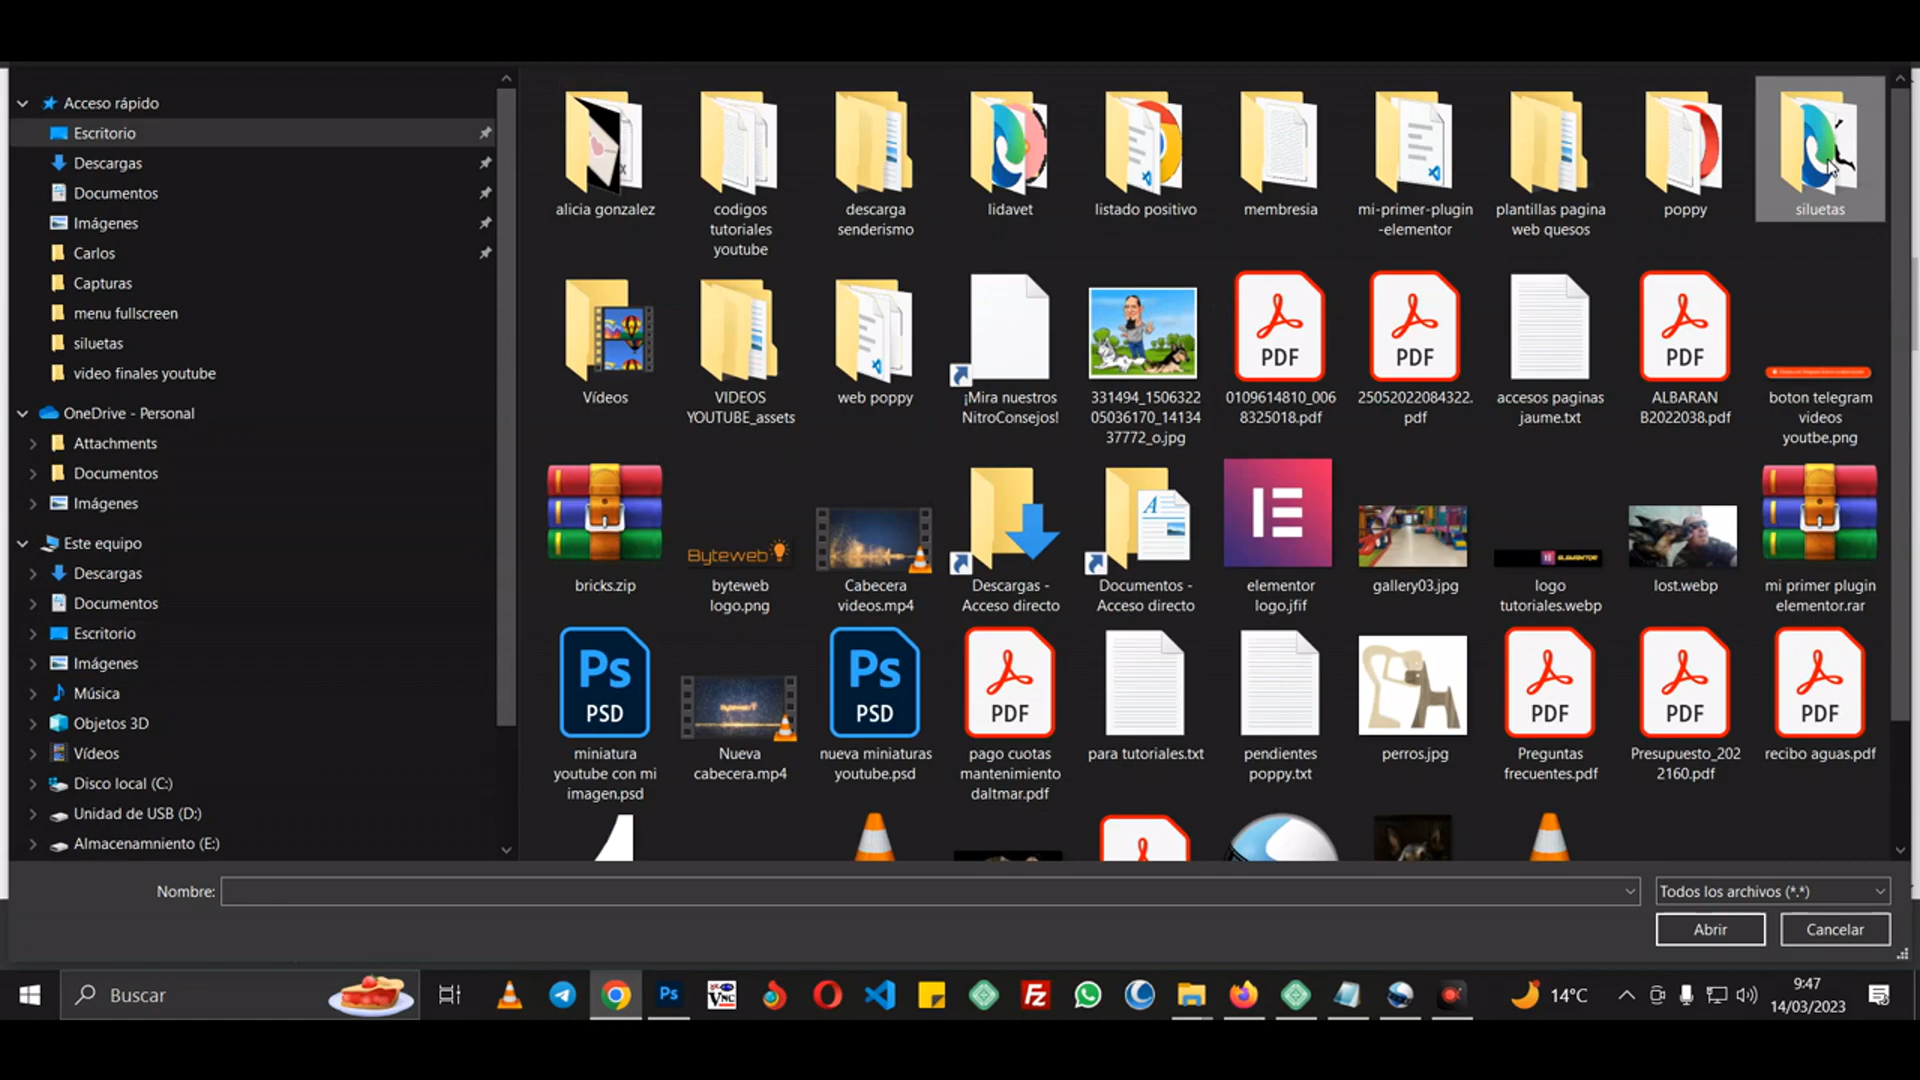 Acceso rápido
Escritorio
Descargas
Documentos
Imágenes
Carlos
Capturas
menu fullscreen
siluetas
video finales youtube
OneDrive - Personal
Attachments
Documentos
Imágenes
Este equipo
Descargas
Documentos
Escritorio
Imágenes
Música
Objetos 3D
Vídeos
Disco local (C:)
Unidad de USB (D:)
Almacenamniento (E:)
alicia gonzalez
codigos
tutoriales
youtube
descarga
senderismo
lidavet
listado positivo
membresia
mi-primer-plugin
-elementor
plantillas pagina
web quesos
poppy
siluetas
Vídeos
VIDEOS
YOUTUBE_assets
web poppy
¡Mira nuestros
NitroConsejos!
331494_1506322
05036170_14134
37772_o.jpg
PDF
0109614810_006
8325018.pdf
PDF
25052022084322.
pdf
accesos paginas
jaume.txt
PDF
ALBARAN
B2022038.pdf
boton telegram
videos
youtbe.png
bricks.zip
Byteweb
byteweb
logo.png
Cabecera
videos.mp4
Descargas -
Acceso directo
Documentos -
Acceso directo
elementor
logo.jfif
gallery03.jpg
ELEMENTOR
logo
tutoriales.webp
lost.webp
mi primer plugin
elementor.rar
Ps
PSD
miniatura
youtube con mi
imagen.psd
Byteweb
Nueva
cabecera.mp4
Ps
PSD
nueva miniaturas
youtube.psd
PDF
pago cuotas
mantenimiento
daltmar.pdf
para tutoriales.txt
pendientes
poppy.txt
perros.jpg
PDF
Preguntas
frecuentes.pdf
PDF
Presupuesto_202
2160.pdf
PDF
recibo aguas.pdf
Nombre:
Todos los archivos (*.*)
Abrir
Cancelar
Buscar
Ps
VNC
Fz
14°C
9:47
14/03/2023